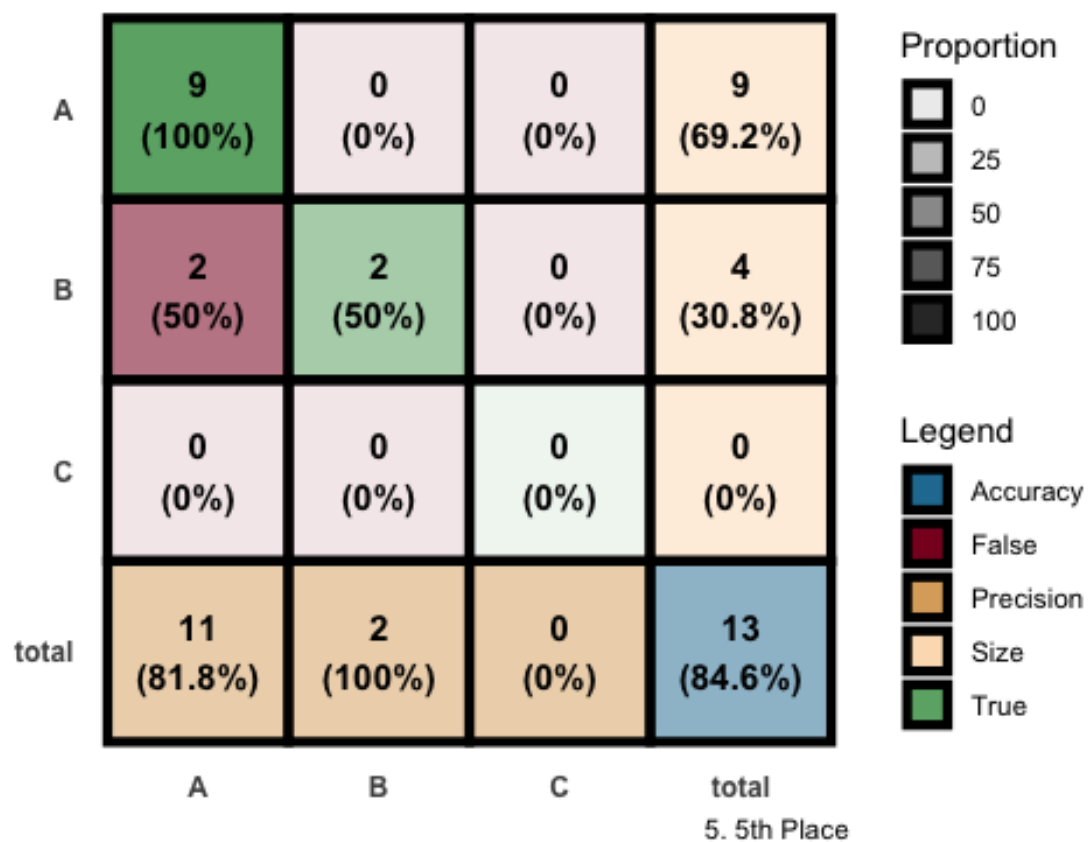 A
9
(100%)
0
(0%)
0
(0%)
9
(69.2%)
B
2
(50%)
2
(50%)
0
(0%)
4
(30.8%)
C
0
(0%)
0
(0%)
0
(0%)
0
(0%)
total
11
(81.8%)
2
(100%)
0
(0%)
13
(84.6%)
A
B
C
total
5. 5th Place
Proportion
0
25
50
75
100
Legend
Accuracy
False
Precision
Size
True